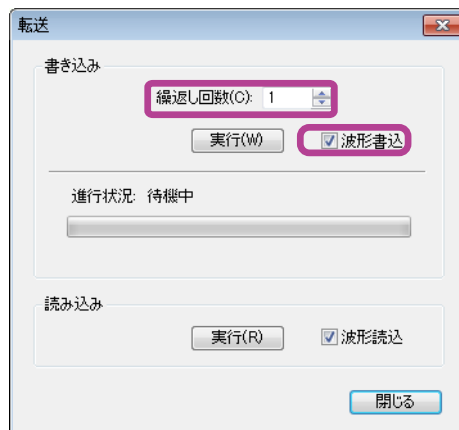 転送
書き込み
繰返し回数(C): 1
実行(W) 波形書込
進行状況: 待機中
読み込み
実行(R) 波形読込
閉じる